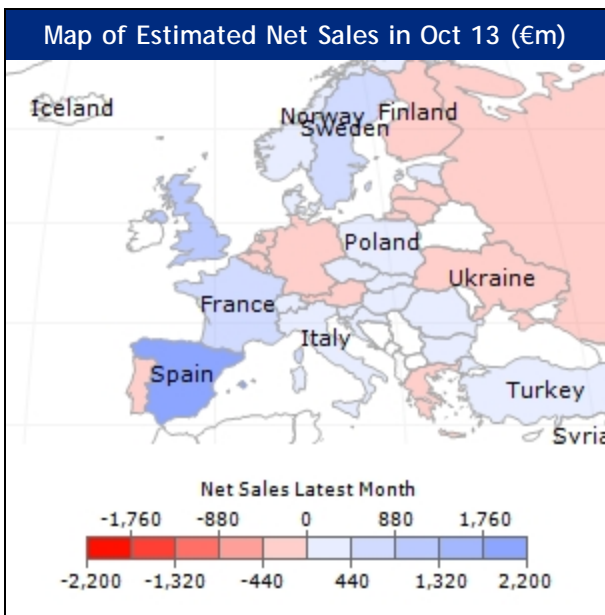 Map of Estimated Net Sales in Oct 13 (€m)
Iceland
Norway Finland
Sweden
Poland
Ukraine
France
Italy
Spain
Turkey
Syria
Net Sales Latest Month
-1,760 -880 0 880 1,760
-2,200 -1,320 -440 440 1,320 2,200